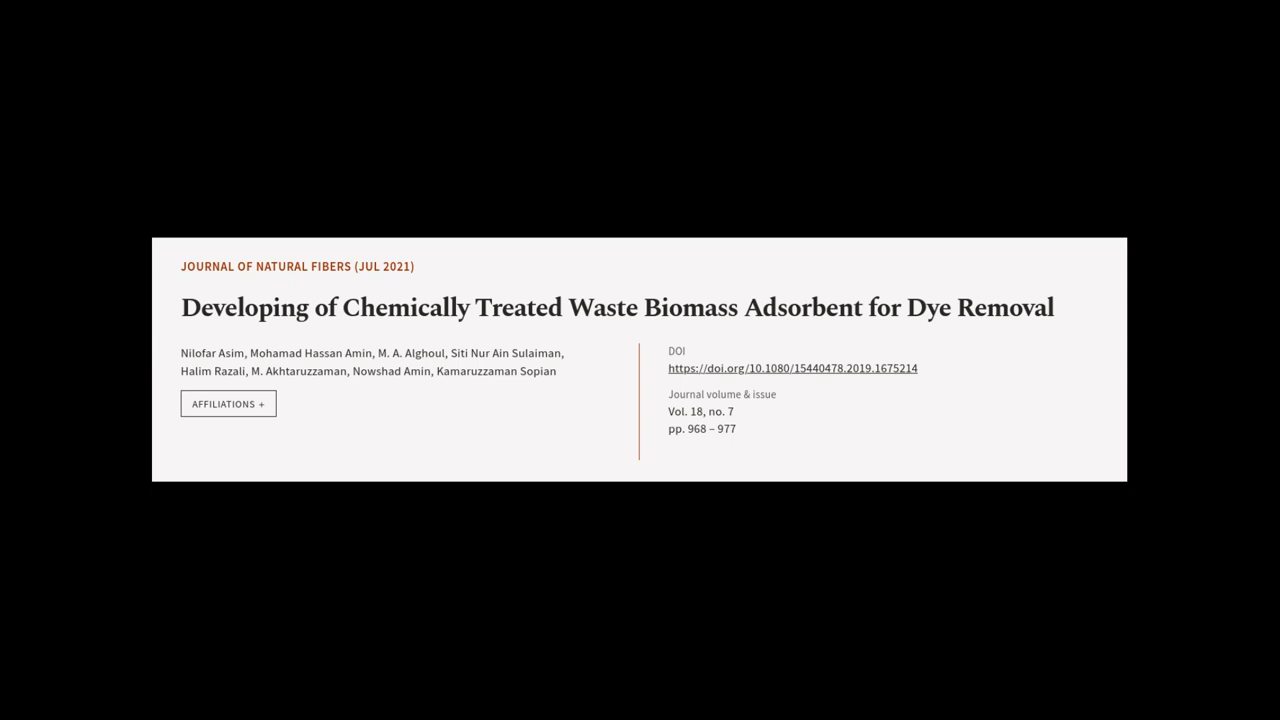 JOURNAL OF NATURAL FIBERS (JUL 2021)
Developing of Chemically Treated Waste Biomass Adsorbent for Dye Removal
Nilofar Asim, Mohamad Hassan Amin, M. A. Alghoul, Siti Nur Ain Sulaiman,
Halim Razali, M. Akhtaruzzaman, Nowshad Amin, Kamaruzzaman Sopian
AFFILIATIONS +
DOI
https://doi.org/10.1080/15440478.2019.1675214
Journal volume & issue
Vol. 18, no. 7
pp. 968 – 977